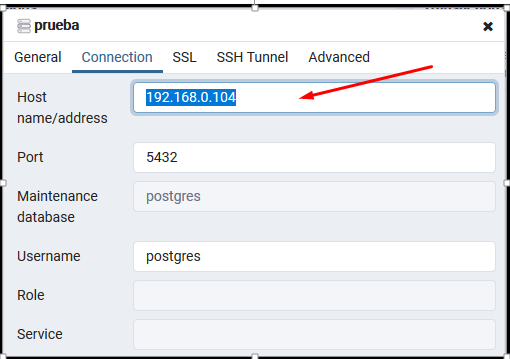 prueba
General Connection SSL SSH Tunnel Advanced
Host name/address 192.168.0.104
Port 5432
Maintenance database postgres
Username postgres
Role
Service